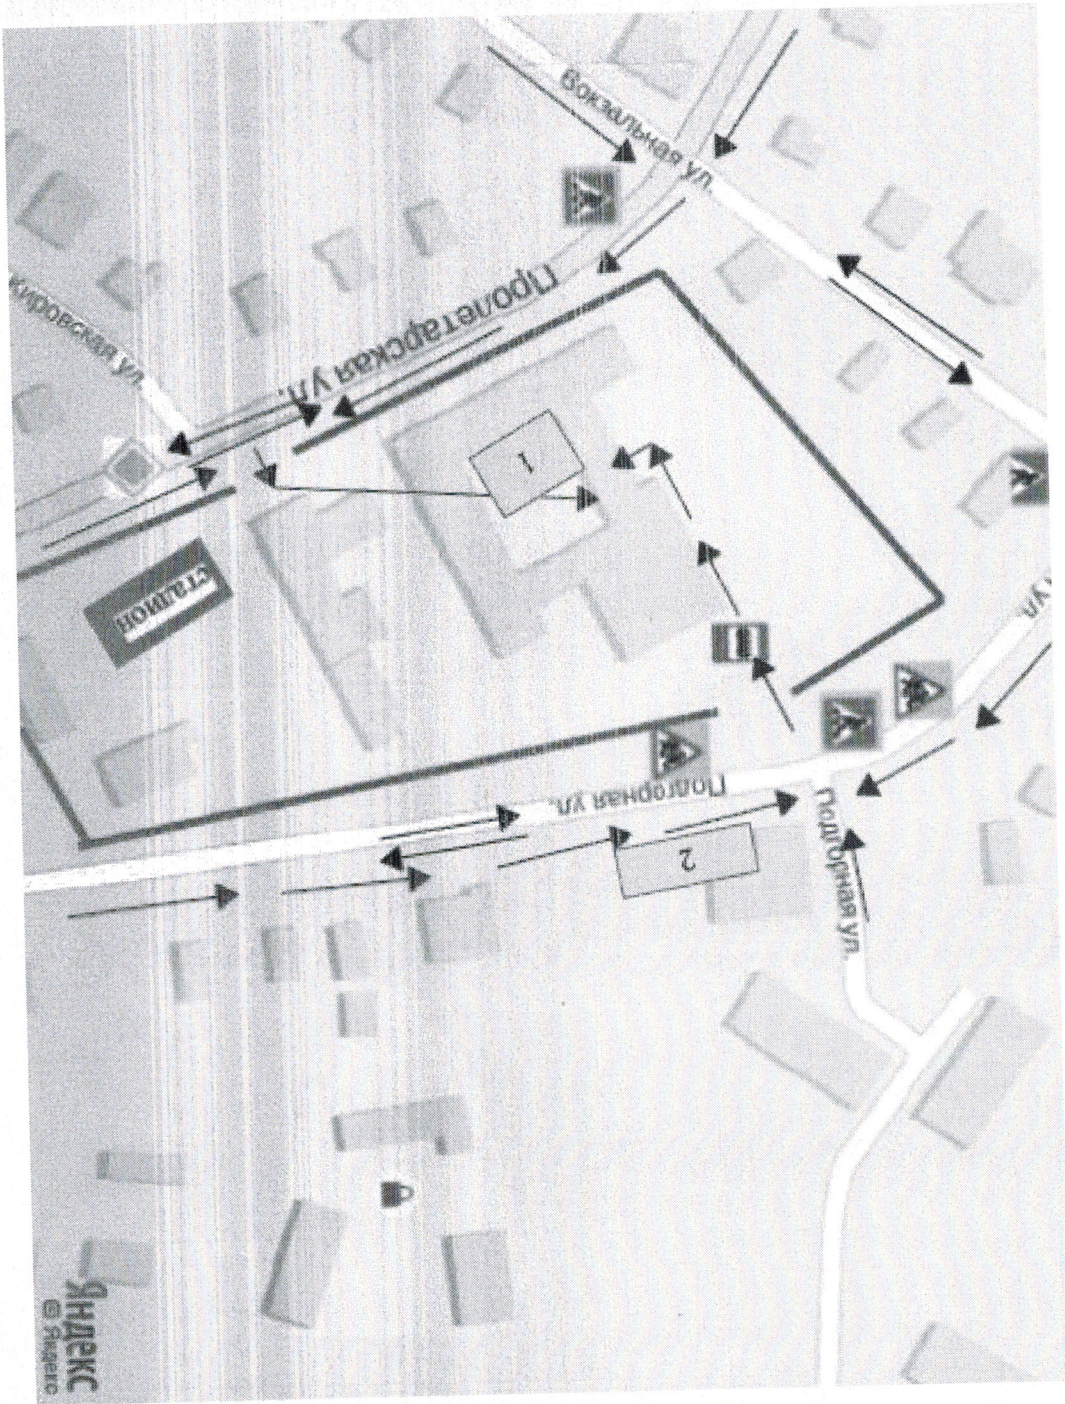 Вокзальная ул.
Пролетарская ул.
кировская ул.
1
стадион
ул.
Подгорная ул.
2
Подгорная ул.
Яндекс
© Яндекс